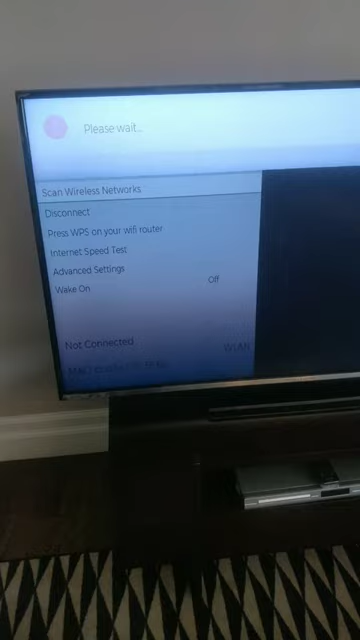 Please wait...
Scan Wireless Networks
Disconnect
Press WPS on your wifi router
Internet Speed Test
Advanced Settings
Wake On Off
Not Connected
WLAN